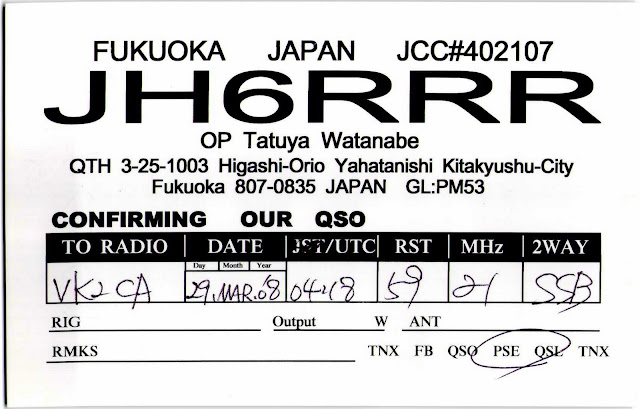 FUKUOKA JAPAN JCC#402107
JH6RRR
OP Tatuya Watanabe
QTH 3-25-1003 Higashi-Orio Yahatanishi Kitakyushu-City
Fukuoka 807-0835 JAPAN GL:PM53
CONFIRMING OUR QSO
TO RADIO DATE JST/UTC RST MHz 2WAY
Day Month Year
VK2CA 29.MAR.'08 04:18 59 21 SSB
RIG Output W ANT
RMKS TNX FB QSO PSE QSL TNX